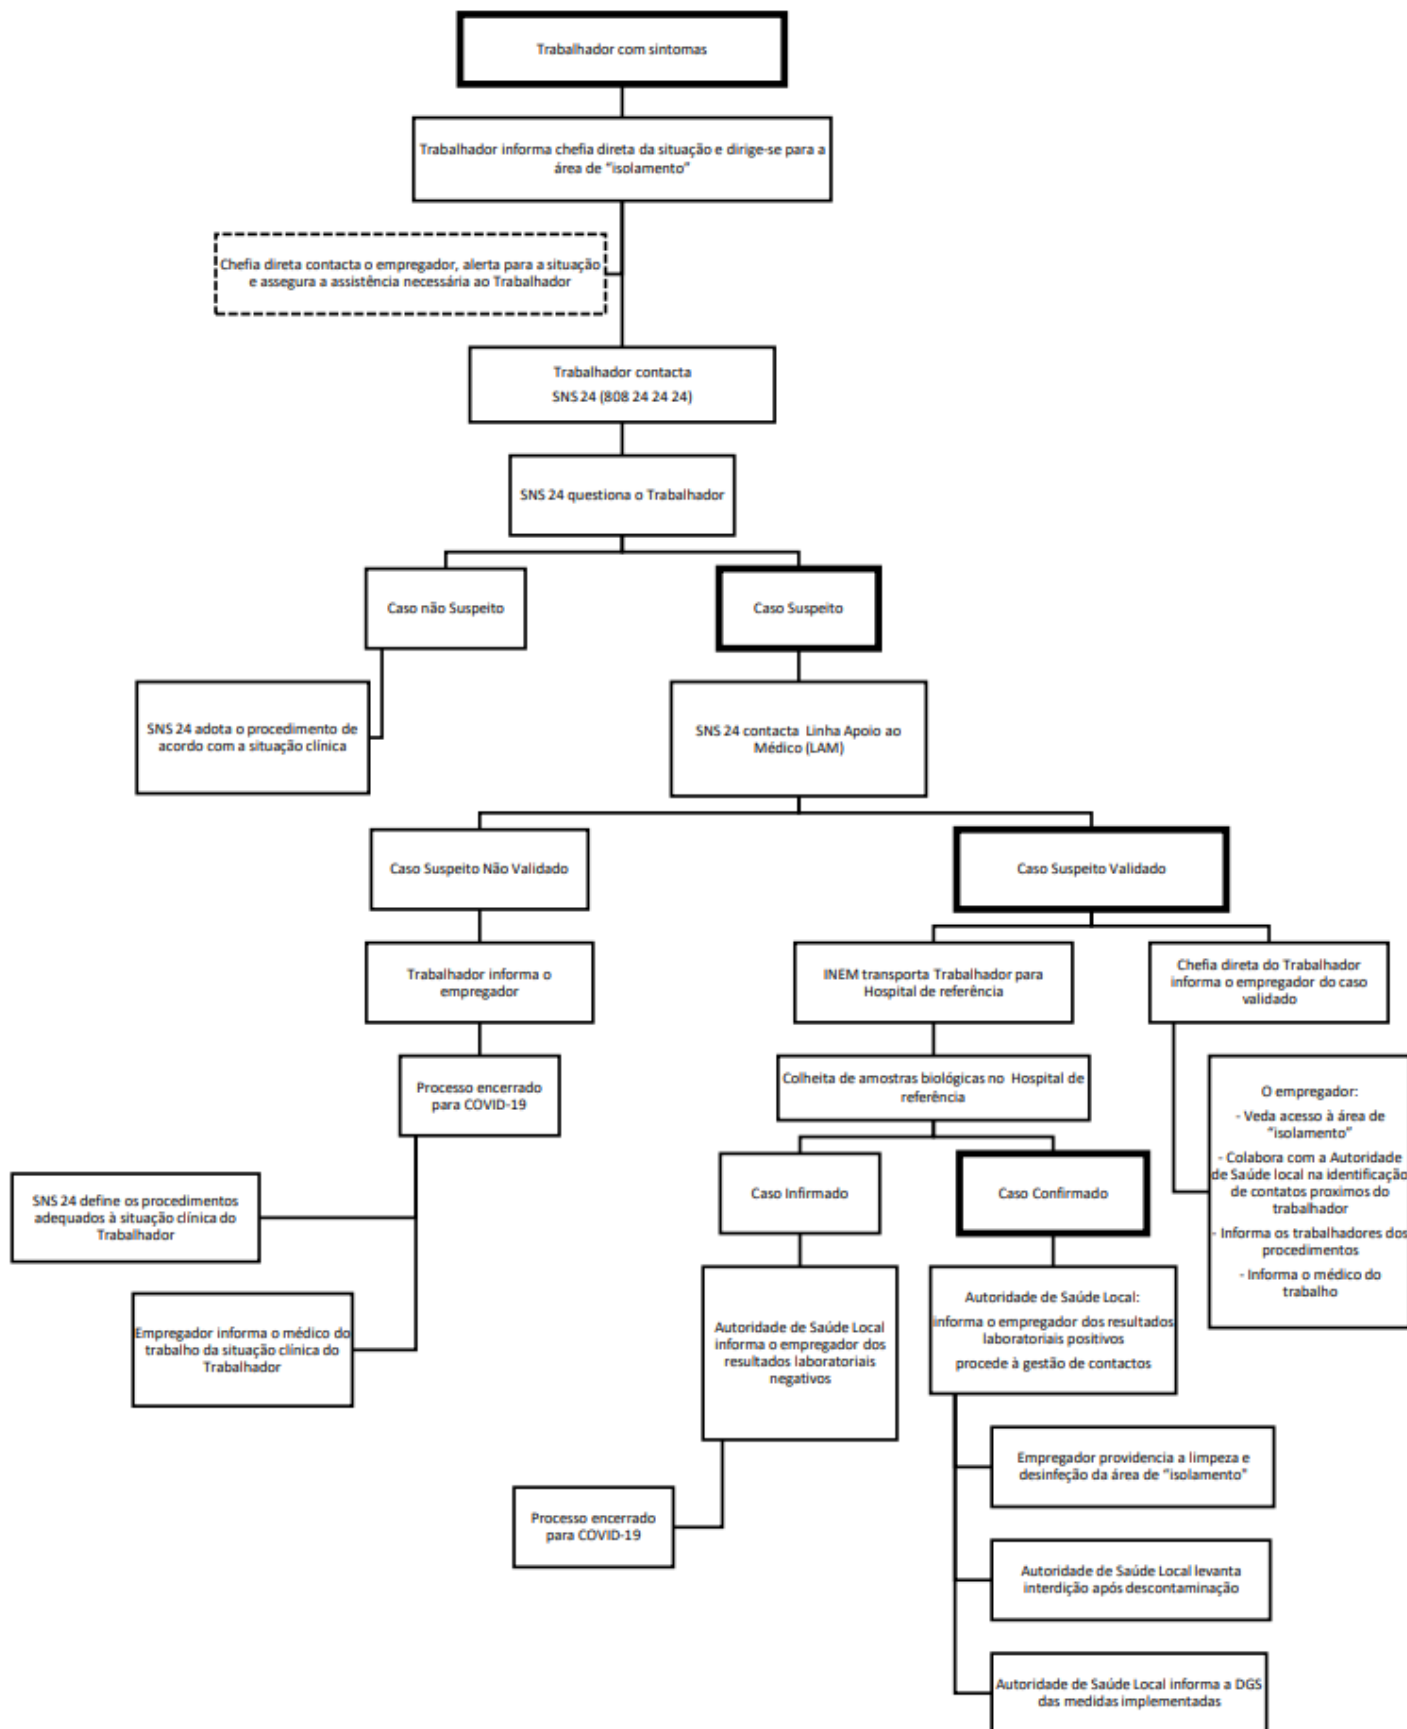 Trabalhador com sintomas
Trabalhador informa chefia direta da situação e dirige-se para a
área de “isolamento”
Chefia direta contacta o empregador, alerta para a situação
e assegura a assistência necessária ao Trabalhador
Trabalhador contacta
SNS 24 (808 24 24 24)
SNS 24 questiona o Trabalhador
Caso não Suspeito
Caso Suspeito
SNS 24 adota o procedimento de
acordo com a situação clínica
SNS 24 contacta Linha Apoio ao
Médico (LAM)
Caso Suspeito Não Validado
Caso Suspeito Validado
Trabalhador informa o
empregador
INEM transporta Trabalhador para
Hospital de referência
Chefia direta do Trabalhador
informa o empregador do caso
validado
Processo encerrado
para COVID-19
Colheita de amostras biológicas no Hospital de
referência
O empregador:
- Veda acesso à área de
“isolamento”
- Colabora com a Autoridade
de Saúde local na identificação
de contatos proximos do
trabalhador
- Informa os trabalhadores dos
procedimentos
- Informa o médico do
trabalho
SNS 24 define os procedimentos
adequados à situação clínica do
Trabalhador
Caso Infirmado
Caso Confirmado
Empregador informa o médico do
trabalho da situação clínica do
Trabalhador
Autoridade de Saúde Local
informa o empregador dos
resultados laboratoriais
negativos
Autoridade de Saúde Local:
informa o empregador dos resultados
laboratoriais positivos
procede à gestão de contactos
Empregador providencia a limpeza e
desinfeção da área de “isolamento”
Processo encerrado
para COVID-19
Autoridade de Saúde Local levanta
interdição após descontaminação
Autoridade de Saúde Local informa a DGS
das medidas implementadas